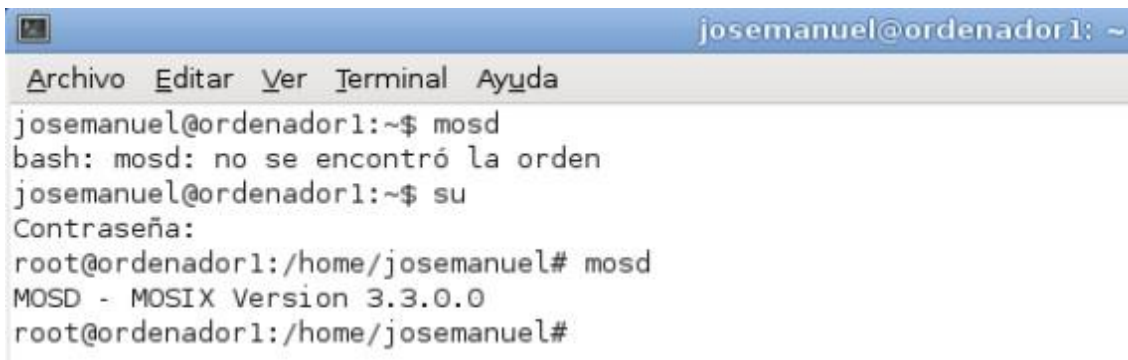 josemanuel@ordenador1: ~
Archivo Editar Ver Terminal Ayuda
josemanuel@ordenador1:~$ mosd
bash: mosd: no se encontró la orden
josemanuel@ordenador1:~$ su
Contraseña:
root@ordenador1:/home/josemanuel# mosd
MOSD - MOSIX Version 3.3.0.0
root@ordenador1:/home/josemanuel#